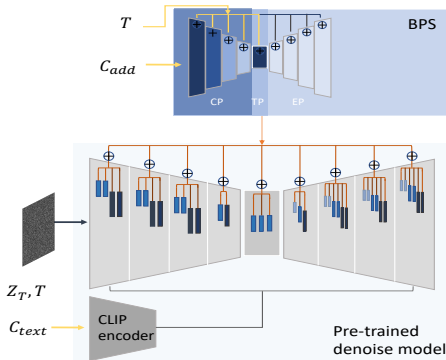 T
BPS
C_add
CP
TP
EP
Z_T, T
C_text
CLIP
encoder
Pre-trained
denoise model